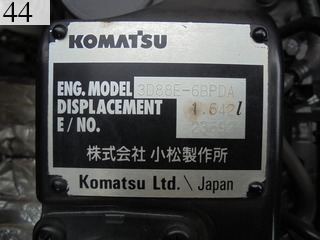 44
KOMATSU
ENG. MODEL 3D88E-6BPDA
DISPLACEMENT 1.642ℓ
E/NO.
株式会社 小松製作所
Komatsu Ltd. \ Japan